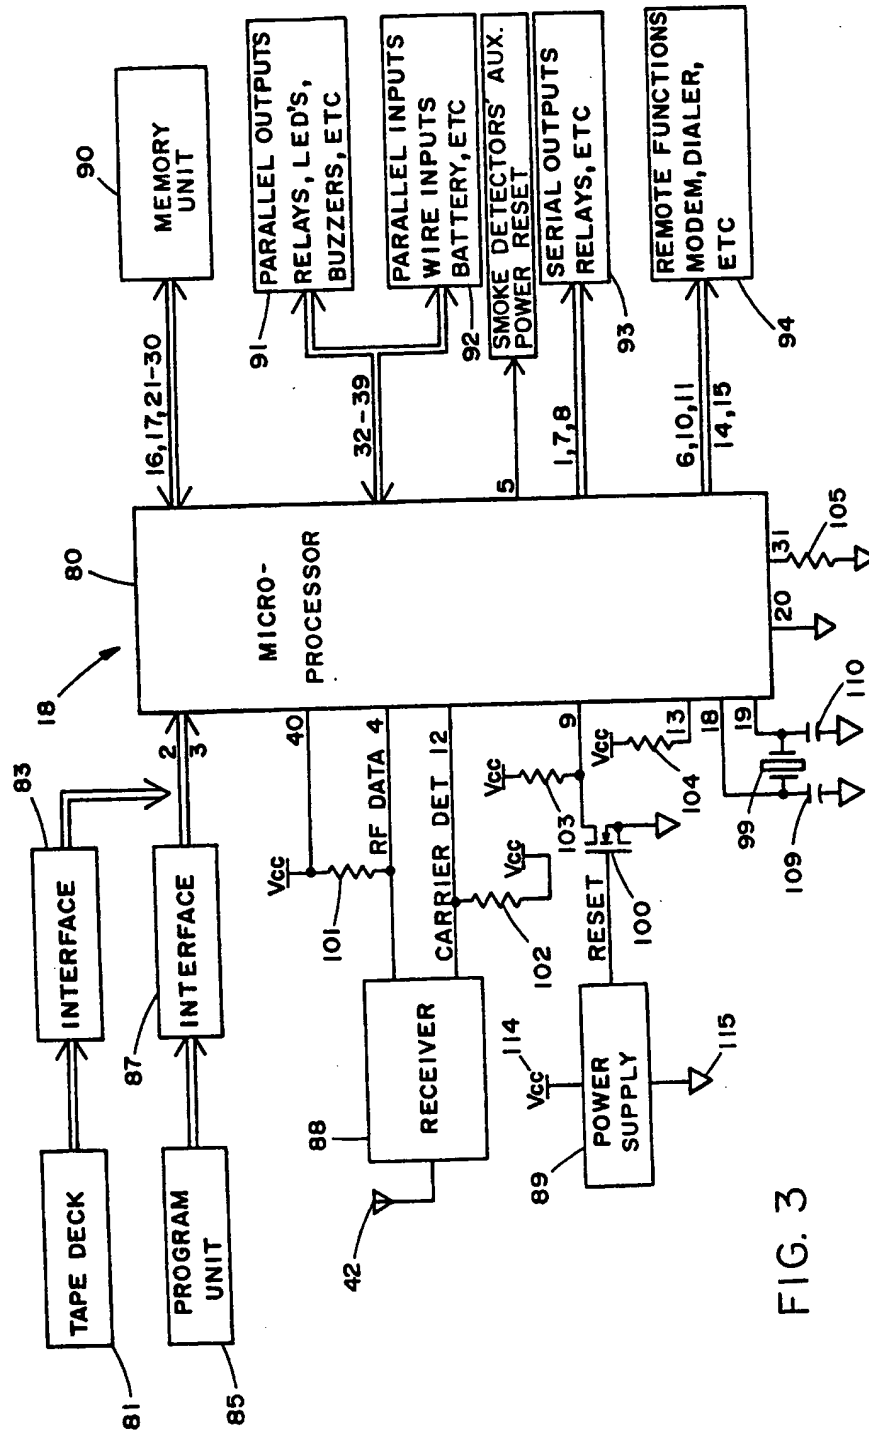 90
MEMORY
UNIT
16,17,21-30
91
PARALLEL OUTPUTS
RELAYS, LED'S,
BUZZERS, ETC
32-39
PARALLEL INPUTS
WIRE INPUTS
BATTERY, ETC
92
SMOKE DETECTORS' AUX.
POWER RESET
5
SERIAL OUTPUTS
RELAYS, ETC
93
1,7,8
REMOTE FUNCTIONS
MODEM, DIALER,
ETC
94
6,10,11
14,15
18
80
MICRO-
PROCESSOR
2
3
40
RF DATA 4
CARRIER DET 12
9
13
18
19
20
31
105
83
INTERFACE
87
INTERFACE
TAPE DECK
81
PROGRAM
UNIT
85
Vcc
101
102
Vcc
88
RECEIVER
42
Vcc
103
Vcc
104
RESET
100
99
109
110
Vcc
114
89
POWER
SUPPLY
115
FIG. 3